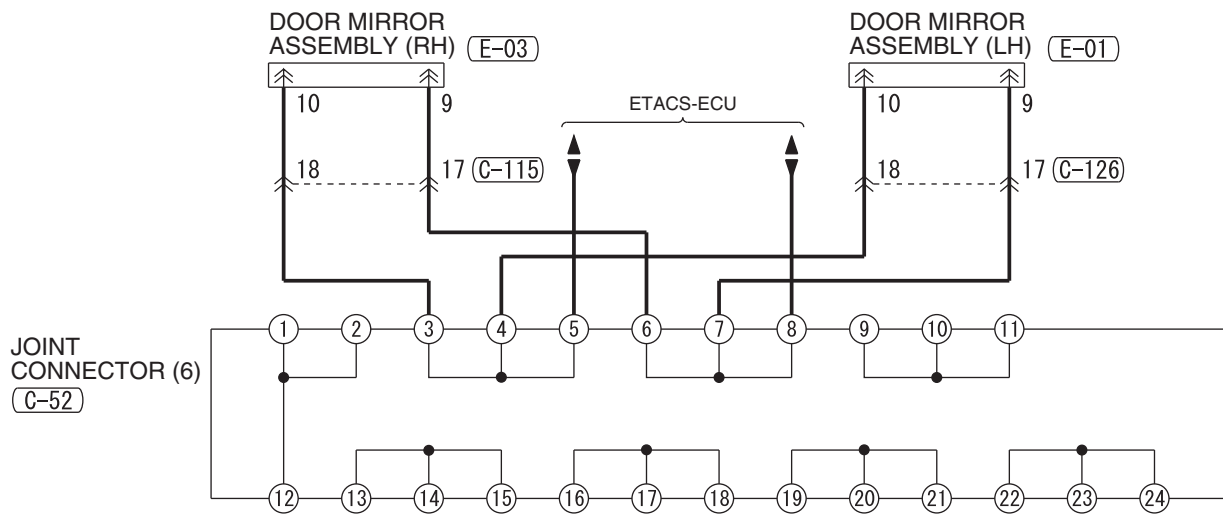 DOOR MIRROR
ASSEMBLY (RH) E-03
DOOR MIRROR
ASSEMBLY (LH) E-01
10 9
ETACS-ECU
10 9
18 17 C-115
18 17 C-126
1 2 3 4 5 6 7 8 9 10 11
JOINT
CONNECTOR (6)
C-52
12 13 14 15 16 17 18 19 20 21 22 23 24